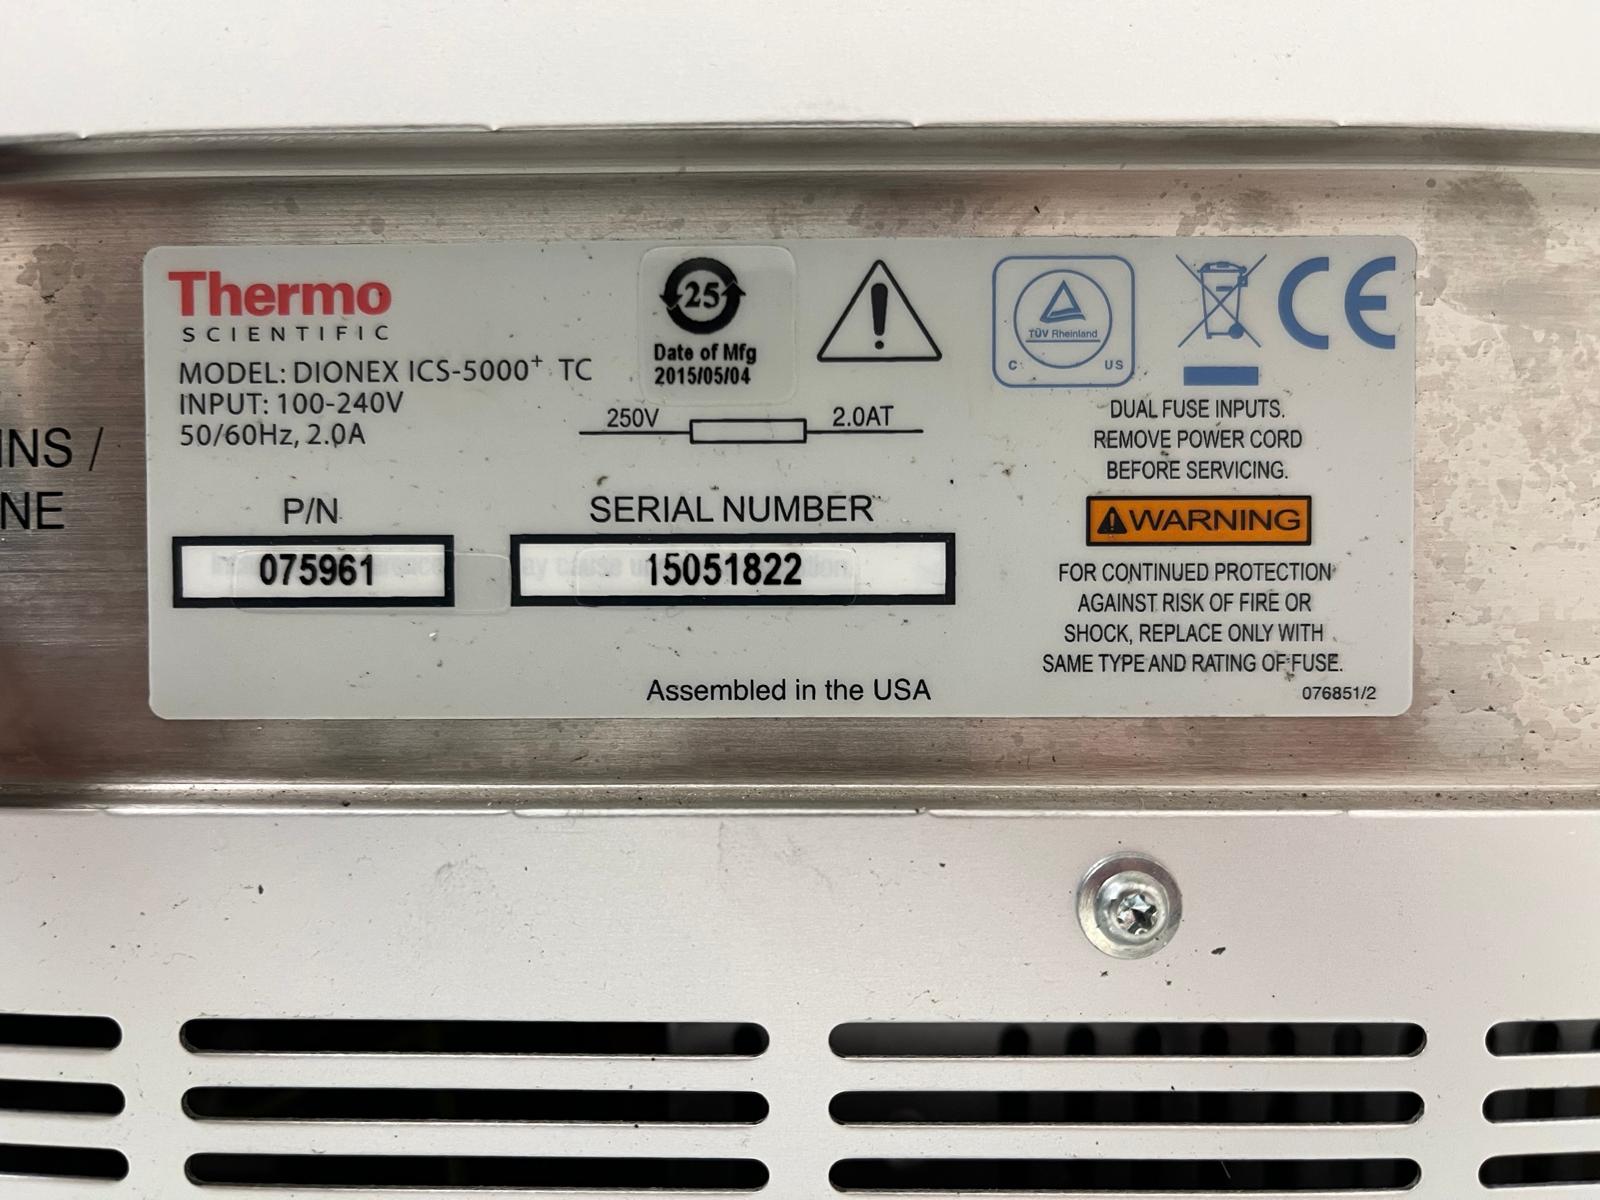 INS /
NE
Thermo
SCIENTIFIC
MODEL: DIONEX ICS-5000+ TC
INPUT: 100-240V
50/60Hz, 2.0A
25
Date of Mfg
2015/05/04
250V 2.0AT
P/N
075961
SERIAL NUMBER
15051822
Assembled in the USA
TÜV Rheinland
C US
CE
DUAL FUSE INPUTS.
REMOVE POWER CORD
BEFORE SERVICING.
WARNING
FOR CONTINUED PROTECTION
AGAINST RISK OF FIRE OR
SHOCK, REPLACE ONLY WITH
SAME TYPE AND RATING OF FUSE.
076851/2